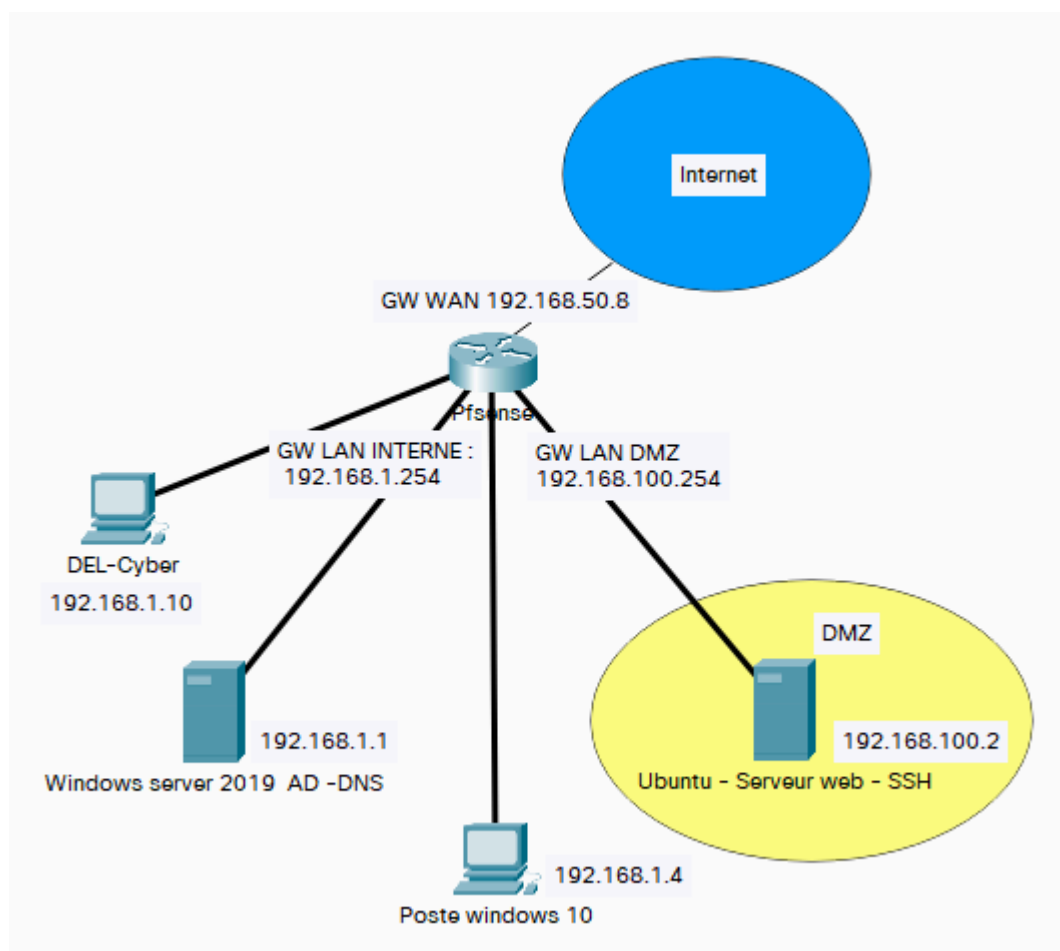 Internet
GW WAN 192.168.50.8
Pfsense
GW LAN INTERNE :
192.168.1.254
GW LAN DMZ
192.168.100.254
DEL-Cyber
192.168.1.10
DMZ
192.168.1.1
192.168.100.2
Windows server 2019 AD -DNS
Ubuntu - Serveur web - SSH
192.168.1.4
Poste windows 10